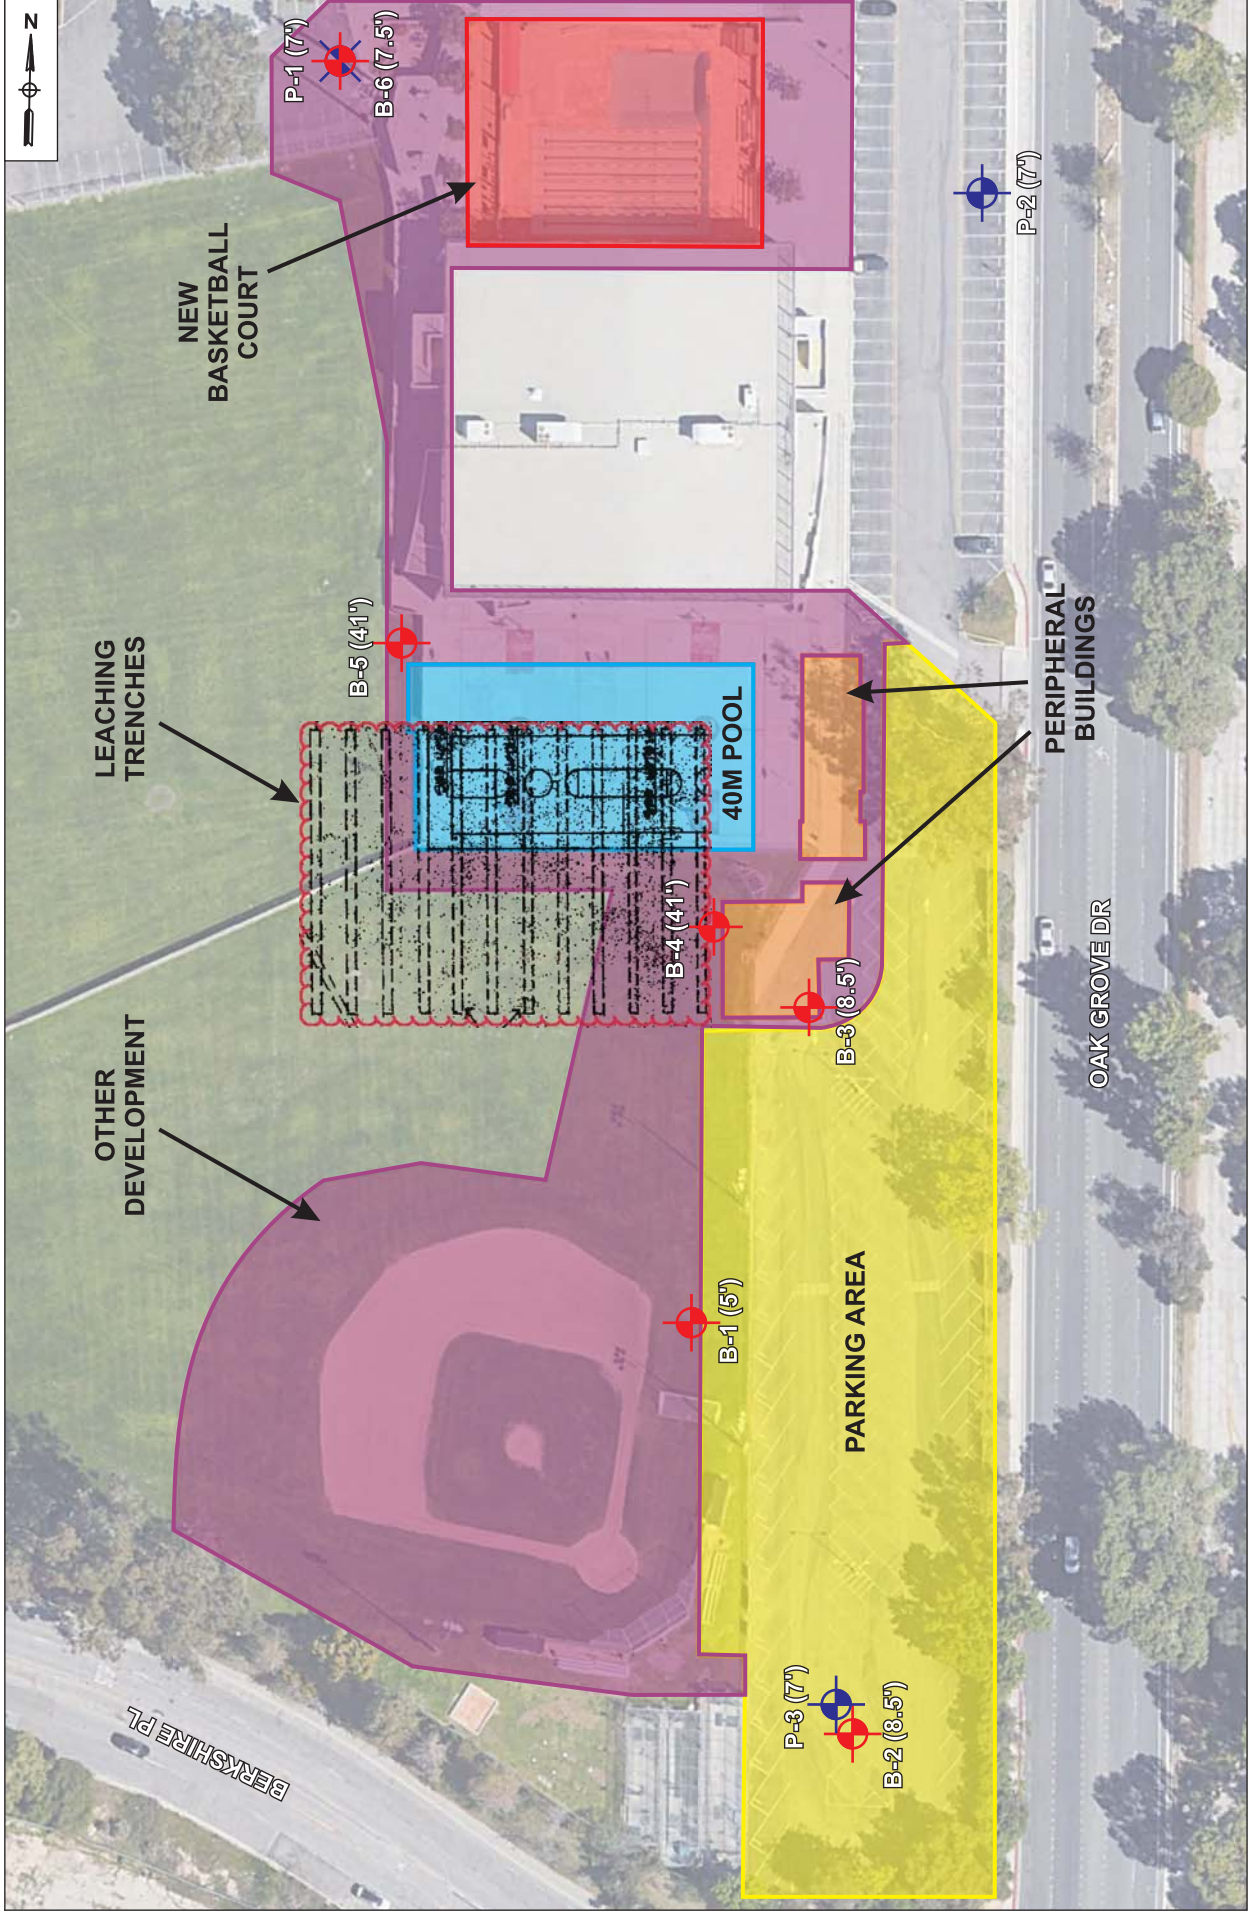 N
P-1 (7')
B-6 (7.5')
NEW
BASKETBALL
COURT
P-2 (7')
LEACHING
TRENCHES
B-5 (41')
40M POOL
PERIPHERAL
BUILDINGS
B-4 (41')
B-3 (8.5')
OAK GROVE DR
OTHER
DEVELOPMENT
B-1 (5')
PARKING AREA
P-3 (7')
B-2 (8.5')
BERKSHIRE PL